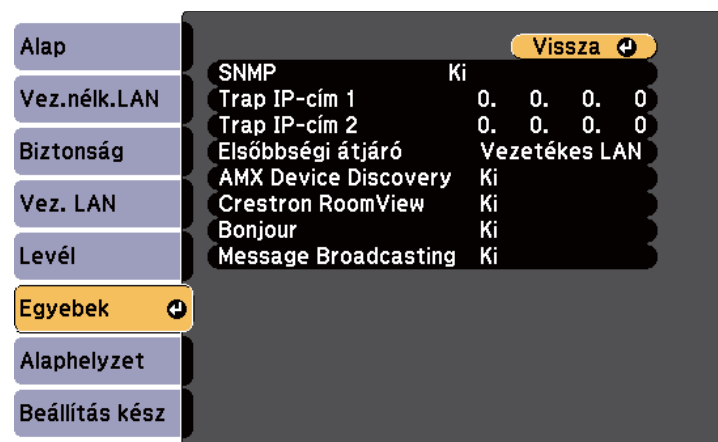 Alap
Vez.nélk.LAN
Biztonság
Vez. LAN
Levél
Egyebek
Alaphelyzet
Beállítás kész
Vissza
SNMP Ki
Trap IP-cím 1 0. 0. 0. 0
Trap IP-cím 2 0. 0. 0. 0
Elsőbbségi átjáró Vezetékes LAN
AMX Device Discovery Ki
Crestron RoomView Ki
Bonjour Ki
Message Broadcasting Ki